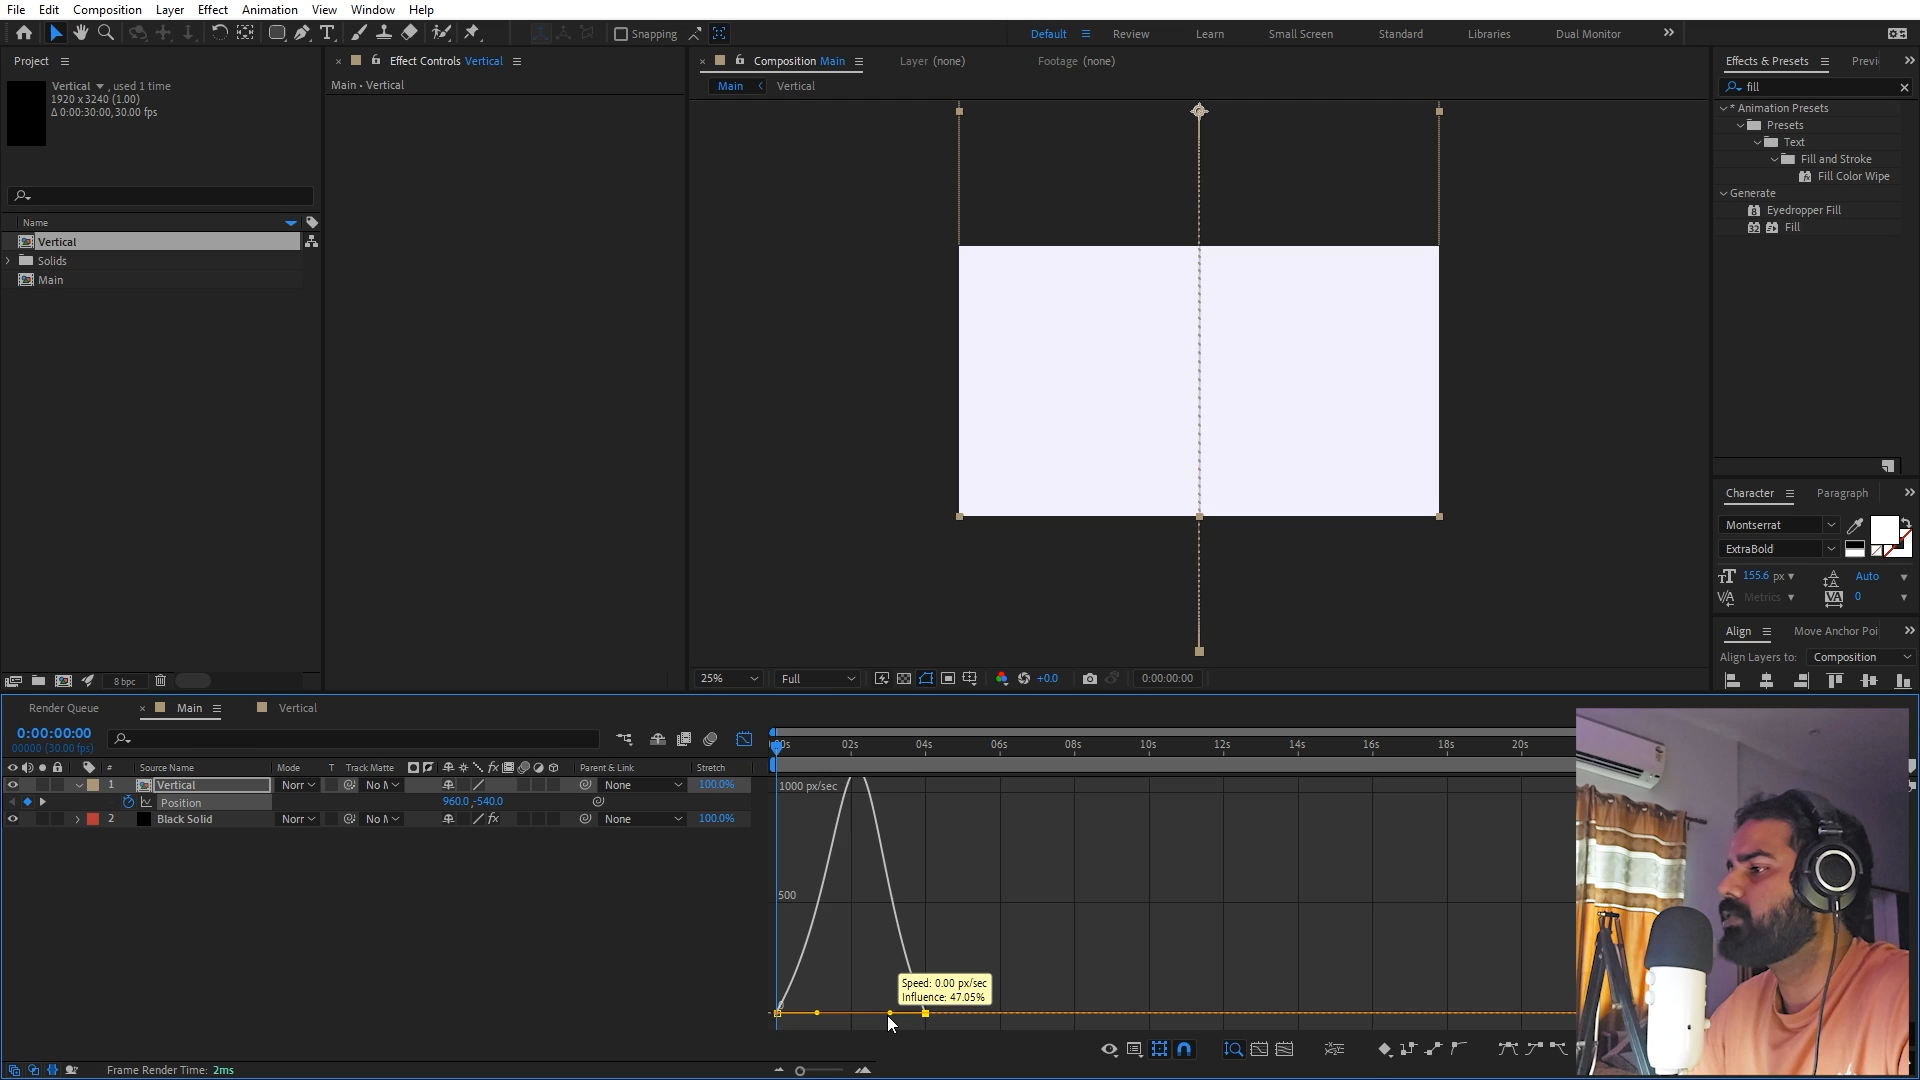 File Edit Composition Layer Effect Animation View Window Help
Snapping
Default Review Learn Small Screen Standard Libraries Dual Monitor
Project
Effect Controls Vertical
Composition Main
Layer (none)
Footage (none)
Effects & Presets
Previ
Vertical , used 1 time
1920 x 3240 (1.00)
Δ 0:00:30:00, 30.00 fps
Main • Vertical
Main
Vertical
fill
* Animation Presets
Presets
Text
Fill and Stroke
Fill Color Wipe
Generate
Eyedropper Fill
Fill
Name
Vertical
Solids
Main
Character
Paragraph
Montserrat
ExtraBold
155.6 px
Auto
Metrics
0
Align
Move Anchor Poi
Align Layers to: Composition
8 bpc
25%
Full
+0.0
0:00:00:00
Render Queue
Main
Vertical
0:00:00:00
00000 (30.00 fps)
02s 04s 06s 08s 10s 12s 14s 16s 18s 20s
# Source Name Mode T Track Matte Parent & Link Stretch
1 Vertical None 100.0%
Position 960.0,-540.0
2 Black Solid None 100.0%
1000 px/sec
500
0
Speed: 0.00 px/sec
Influence: 47.05%
Frame Render Time: 2ms